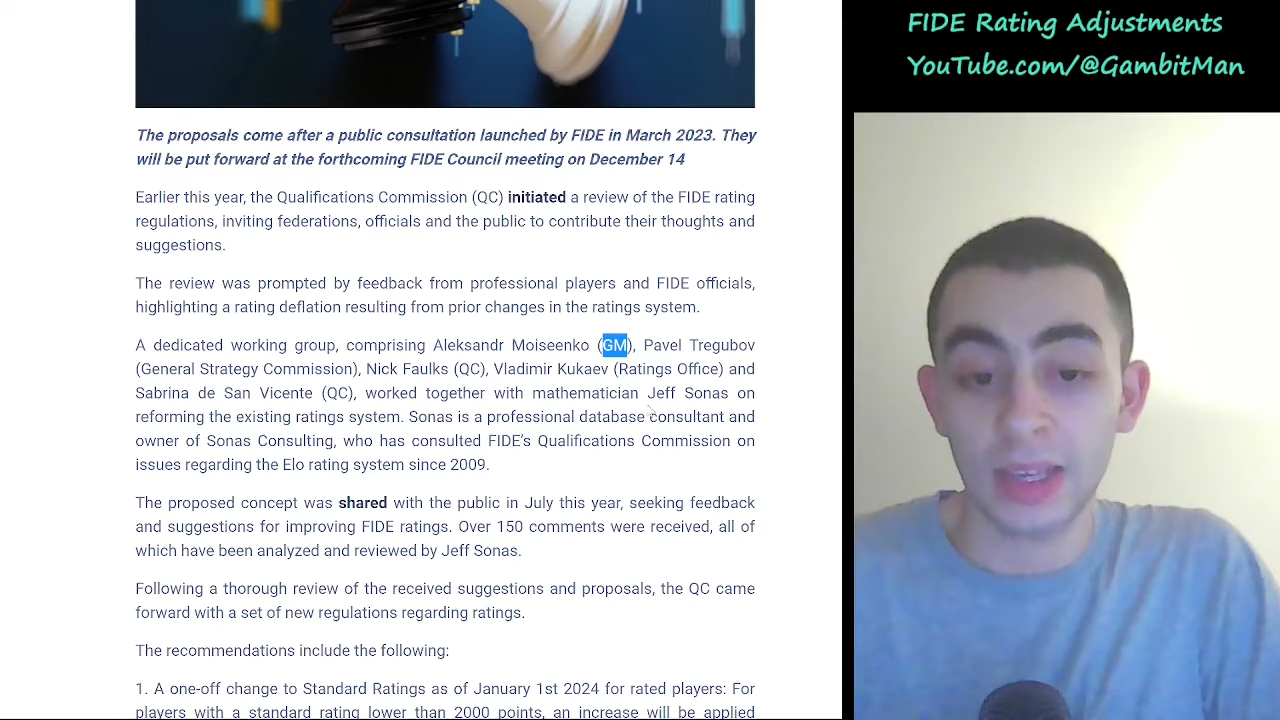 FIDE Rating Adjustments
YouTube.com/@GambitMan
The proposals come after a public consultation launched by FIDE in March 2023. They
will be put forward at the forthcoming FIDE Council meeting on December 14
Earlier this year, the Qualifications Commission (QC) initiated a review of the FIDE rating
regulations, inviting federations, officials and the public to contribute their thoughts and
suggestions.
The review was prompted by feedback from professional players and FIDE officials,
highlighting a rating deflation resulting from prior changes in the ratings system.
A dedicated working group, comprising Aleksandr Moiseenko (GM), Pavel Tregubov
(General Strategy Commission), Nick Faulks (QC), Vladimir Kukaev (Ratings Office) and
Sabrina de San Vicente (QC), worked together with mathematician Jeff Sonas on
reforming the existing ratings system. Sonas is a professional database consultant and
owner of Sonas Consulting, who has consulted FIDE’s Qualifications Commission on
issues regarding the Elo rating system since 2009.
The proposed concept was shared with the public in July this year, seeking feedback
and suggestions for improving FIDE ratings. Over 150 comments were received, all of
which have been analyzed and reviewed by Jeff Sonas.
Following a thorough review of the received suggestions and proposals, the QC came
forward with a set of new regulations regarding ratings.
The recommendations include the following:
1. A one-off change to Standard Ratings as of January 1st 2024 for rated players: For
players with a standard rating lower than 2000 points, an increase will be applied